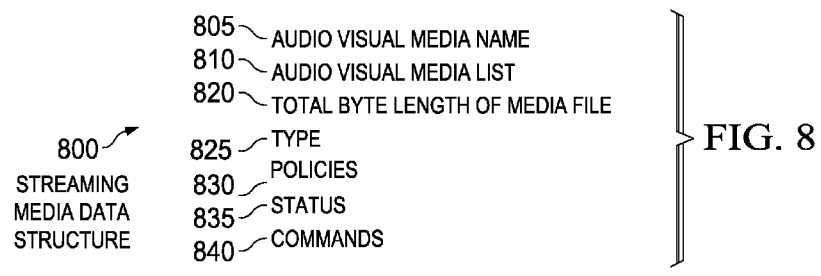 805 AUDIO VISUAL MEDIA NAME
810 AUDIO VISUAL MEDIA LIST
820 TOTAL BYTE LENGTH OF MEDIA FILE
825 TYPE
830 POLICIES
835 STATUS
840 COMMANDS
800
STREAMING
MEDIA DATA
STRUCTURE
FIG. 8